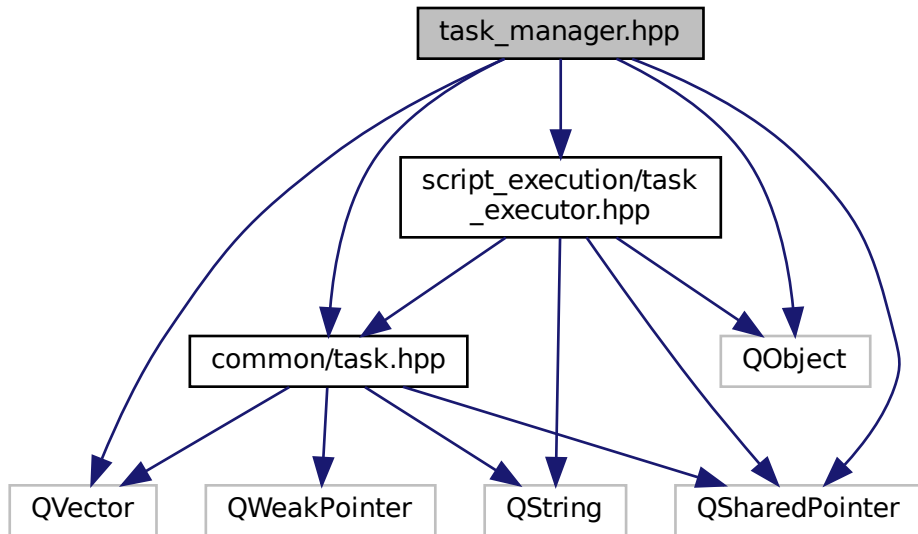 task_manager.hpp
script_execution/task
_executor.hpp
common/task.hpp
QObject
QVector
QWeakPointer
QString
QSharedPointer